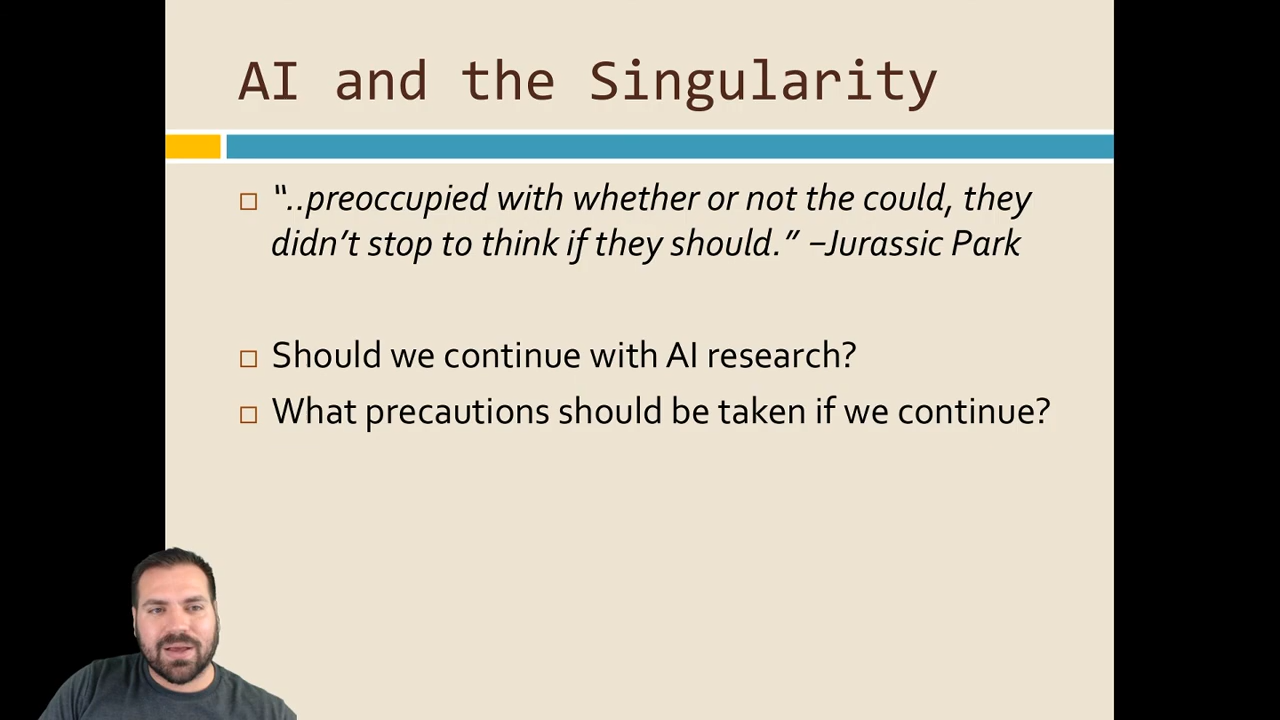 AI and the Singularity
“..preoccupied with whether or not the could, they
didn’t stop to think if they should.” –Jurassic Park
Should we continue with AI research?
What precautions should be taken if we continue?